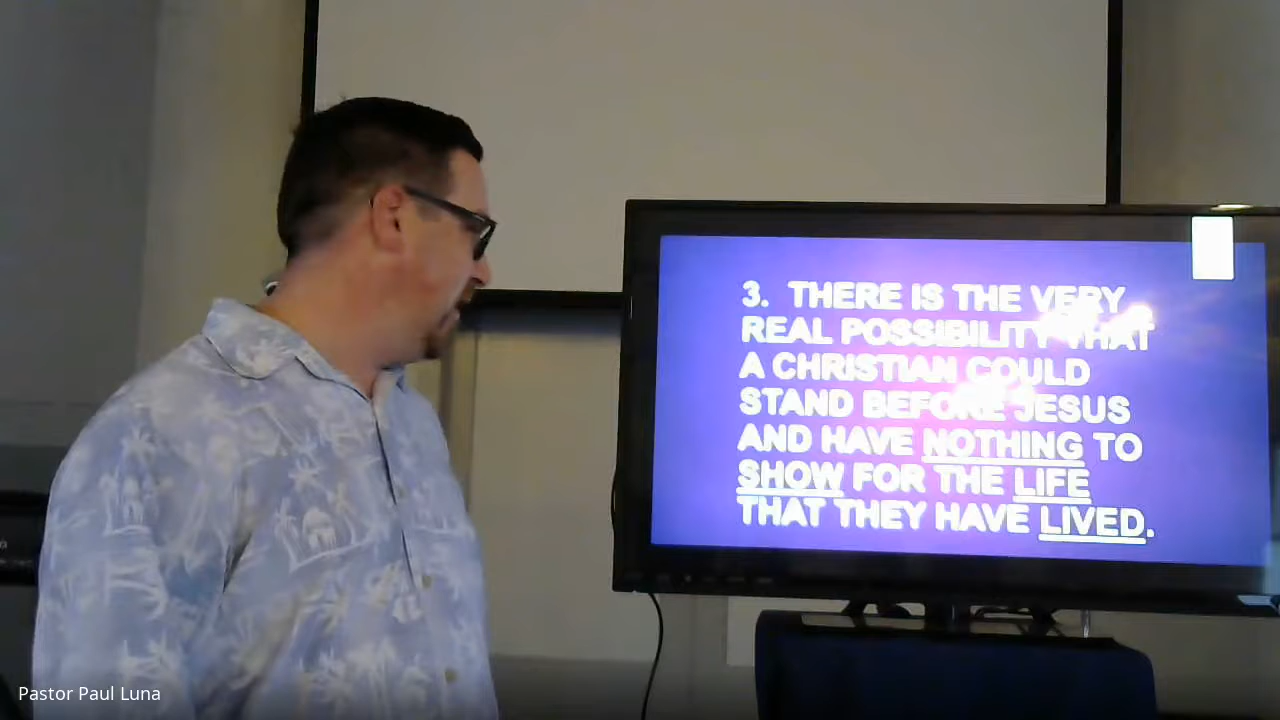 3. THERE IS THE VERY
REAL POSSIBILITY THAT
A CHRISTIAN COULD
STAND BEFORE JESUS
AND HAVE NOTHING TO
SHOW FOR THE LIFE
THAT THEY HAVE LIVED.
Pastor Paul Luna